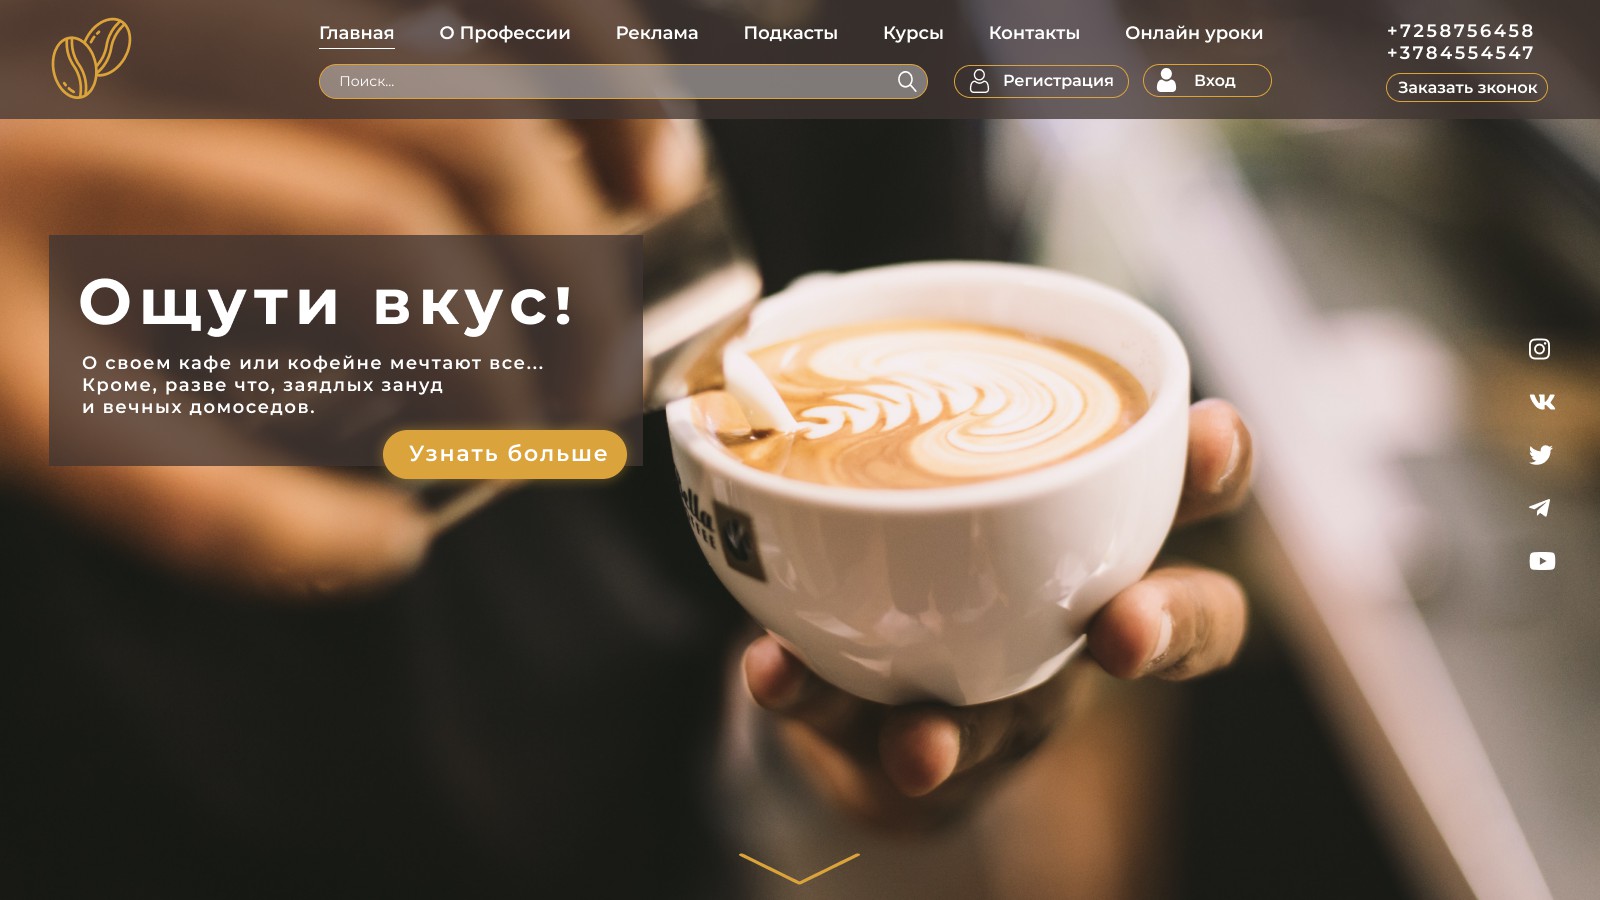 Главная О Профессии Реклама Подкасты Курсы Контакты Онлайн уроки
+7258756458
+3784554547
Поиск...
Регистрация
Вход
Заказать зконок
Ощути вкус!
О своем кафе или кофейне мечтают все...
Кроме, разве что, заядлых зануд
и вечных домоседов.
Узнать больше